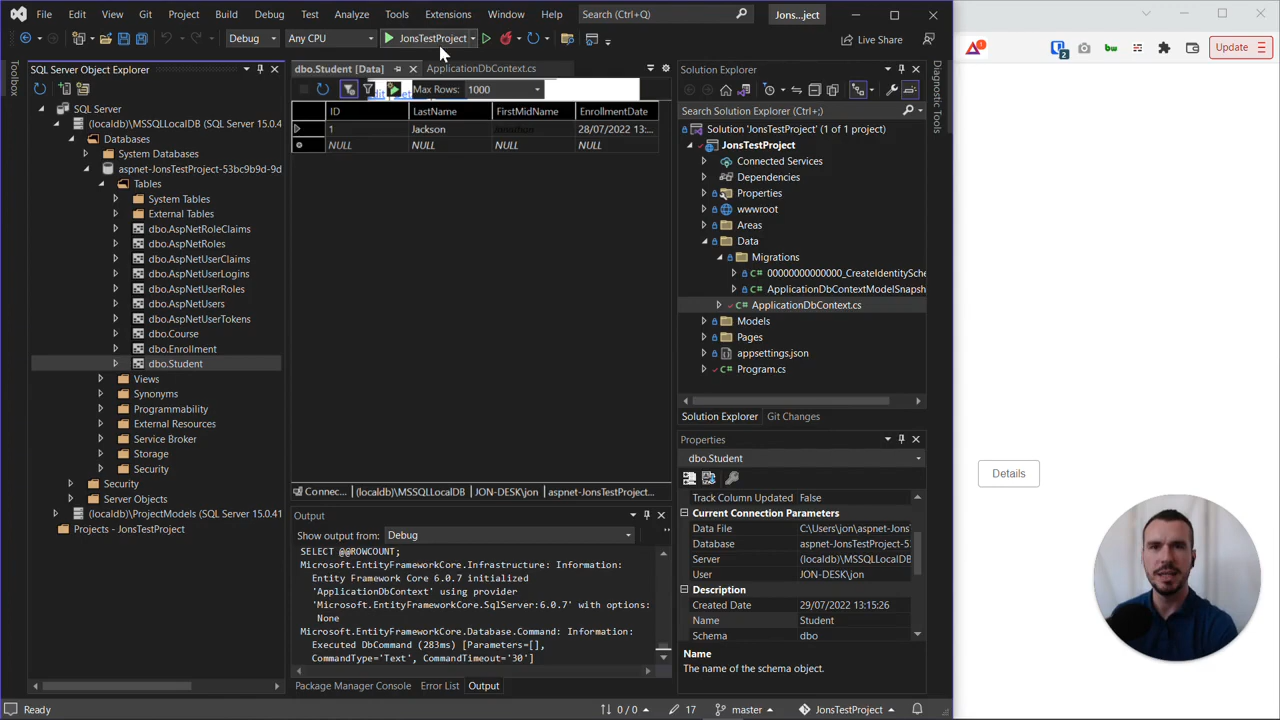 File Edit View Git Project Build Debug Test Analyze Tools Extensions Window Help Search (Ctrl+Q) Jons...ject
Debug Any CPU JonsTestProject Live Share Update
Toolbox
SQL Server Object Explorer
SQL Server
(localdb)\MSSQLLocalDB (SQL Server 15.0.4
Databases
System Databases
aspnet-JonsTestProject-53bc9b9d-9d
Tables
System Tables
External Tables
dbo.AspNetRoleClaims
dbo.AspNetRoles
dbo.AspNetUserClaims
dbo.AspNetUserLogins
dbo.AspNetUserRoles
dbo.AspNetUsers
dbo.AspNetUserTokens
dbo.Course
dbo.Enrollment
dbo.Student
Views
Synonyms
Programmability
External Resources
Service Broker
Storage
Security
Security
Server Objects
(localdb)\ProjectModels (SQL Server 15.0.41
Projects - JonsTestProject
dbo.Student [Data] ApplicationDbContext.cs
Max Rows: 1000
ID LastName FirstMidName EnrollmentDate
1 Jackson Jonathan 28/07/2022 13:...
NULL NULL NULL NULL
Connec... (localdb)\MSSQLLocalDB JON-DESK\jon aspnet-JonsTestProject...
Output
Show output from: Debug
SELECT @@ROWCOUNT;
Microsoft.EntityFrameworkCore.Infrastructure: Information:
Entity Framework Core 6.0.7 initialized
'ApplicationDbContext' using provider
'Microsoft.EntityFrameworkCore.SqlServer:6.0.7' with options:
None
Microsoft.EntityFrameworkCore.Database.Command: Information:
Executed DbCommand (283ms) [Parameters=[],
CommandType='Text', CommandTimeout='30']
Package Manager Console Error List Output
Solution Explorer
Search Solution Explorer (Ctrl+;)
Solution 'JonsTestProject' (1 of 1 project)
JonsTestProject
Connected Services
Dependencies
Properties
wwwroot
Areas
Data
Migrations
00000000000000_CreateIdentitySche
ApplicationDbContextModelSnapsh
ApplicationDbContext.cs
Models
Pages
appsettings.json
Program.cs
Solution Explorer Git Changes
Properties
dbo.Student
Track Column Updated False
Current Connection Parameters
Data File C:\Users\jon\aspnet-Jons
Database aspnet-JonsTestProject-5.
Server (localdb)\MSSQLLocalDB
User JON-DESK\jon
Description
Created Date 29/07/2022 13:15:26
Name Student
Schema dbo
Name
The name of the schema object.
Diagnostic Tools
Details
Ready 0 / 0 17 master JonsTestProject